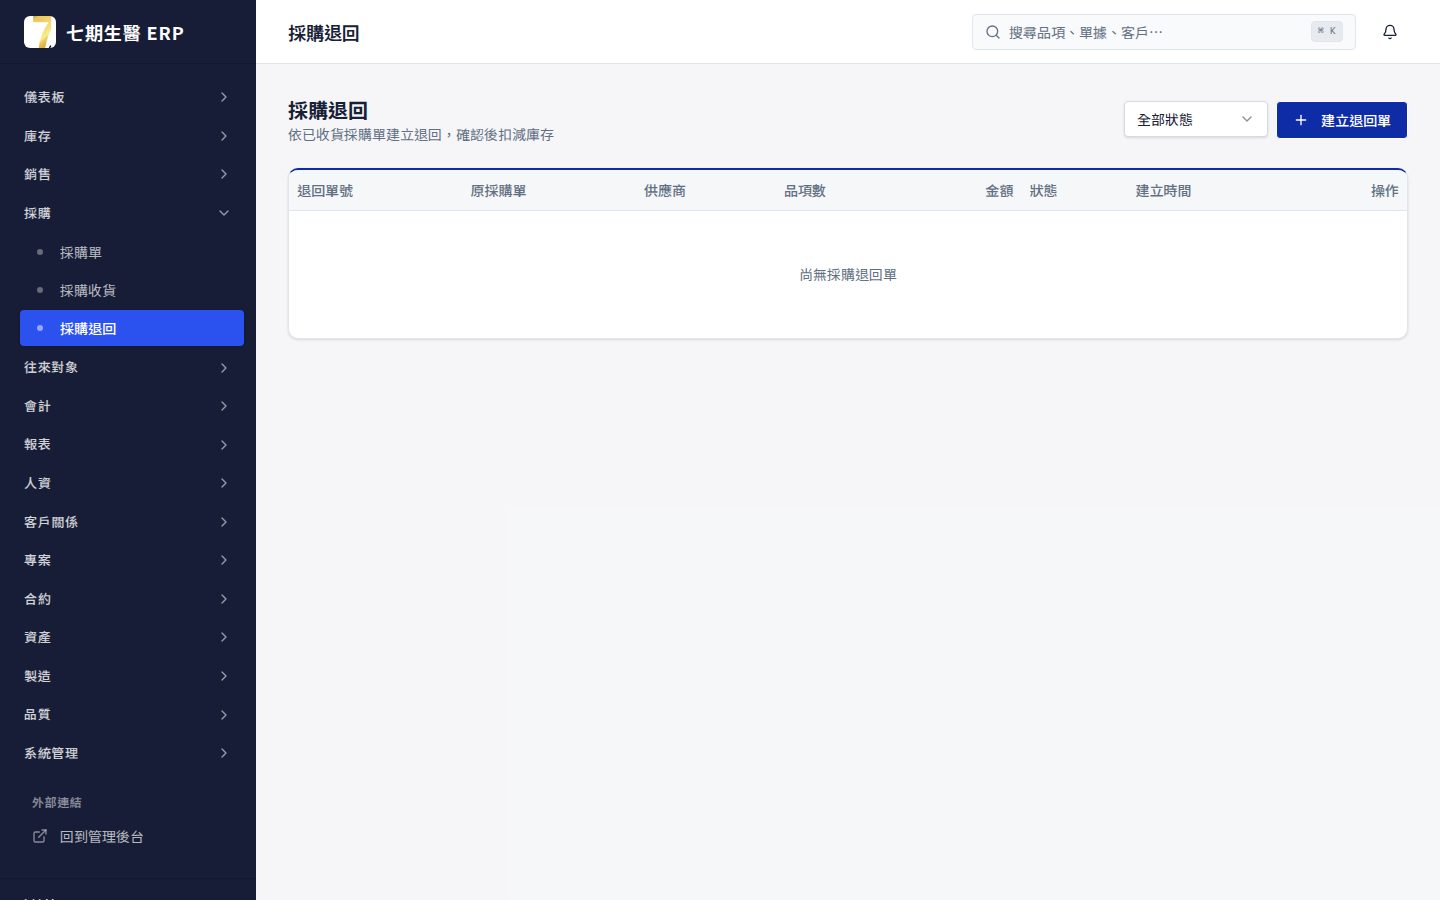 七期生醫 ERP
採購退回
搜尋品項、單據、客戶…
⌘ K
儀表板
庫存
銷售
採購
採購單
採購收貨
採購退回
往來對象
會計
報表
人資
客戶關係
專案
合約
資產
製造
品質
系統管理
外部連結
回到管理後台
採購退回
依已收貨採購單建立退回，確認後扣減庫存
全部狀態
建立退回單
退回單號 原採購單 供應商 品項數 金額 狀態 建立時間 操作
尚無採購退回單